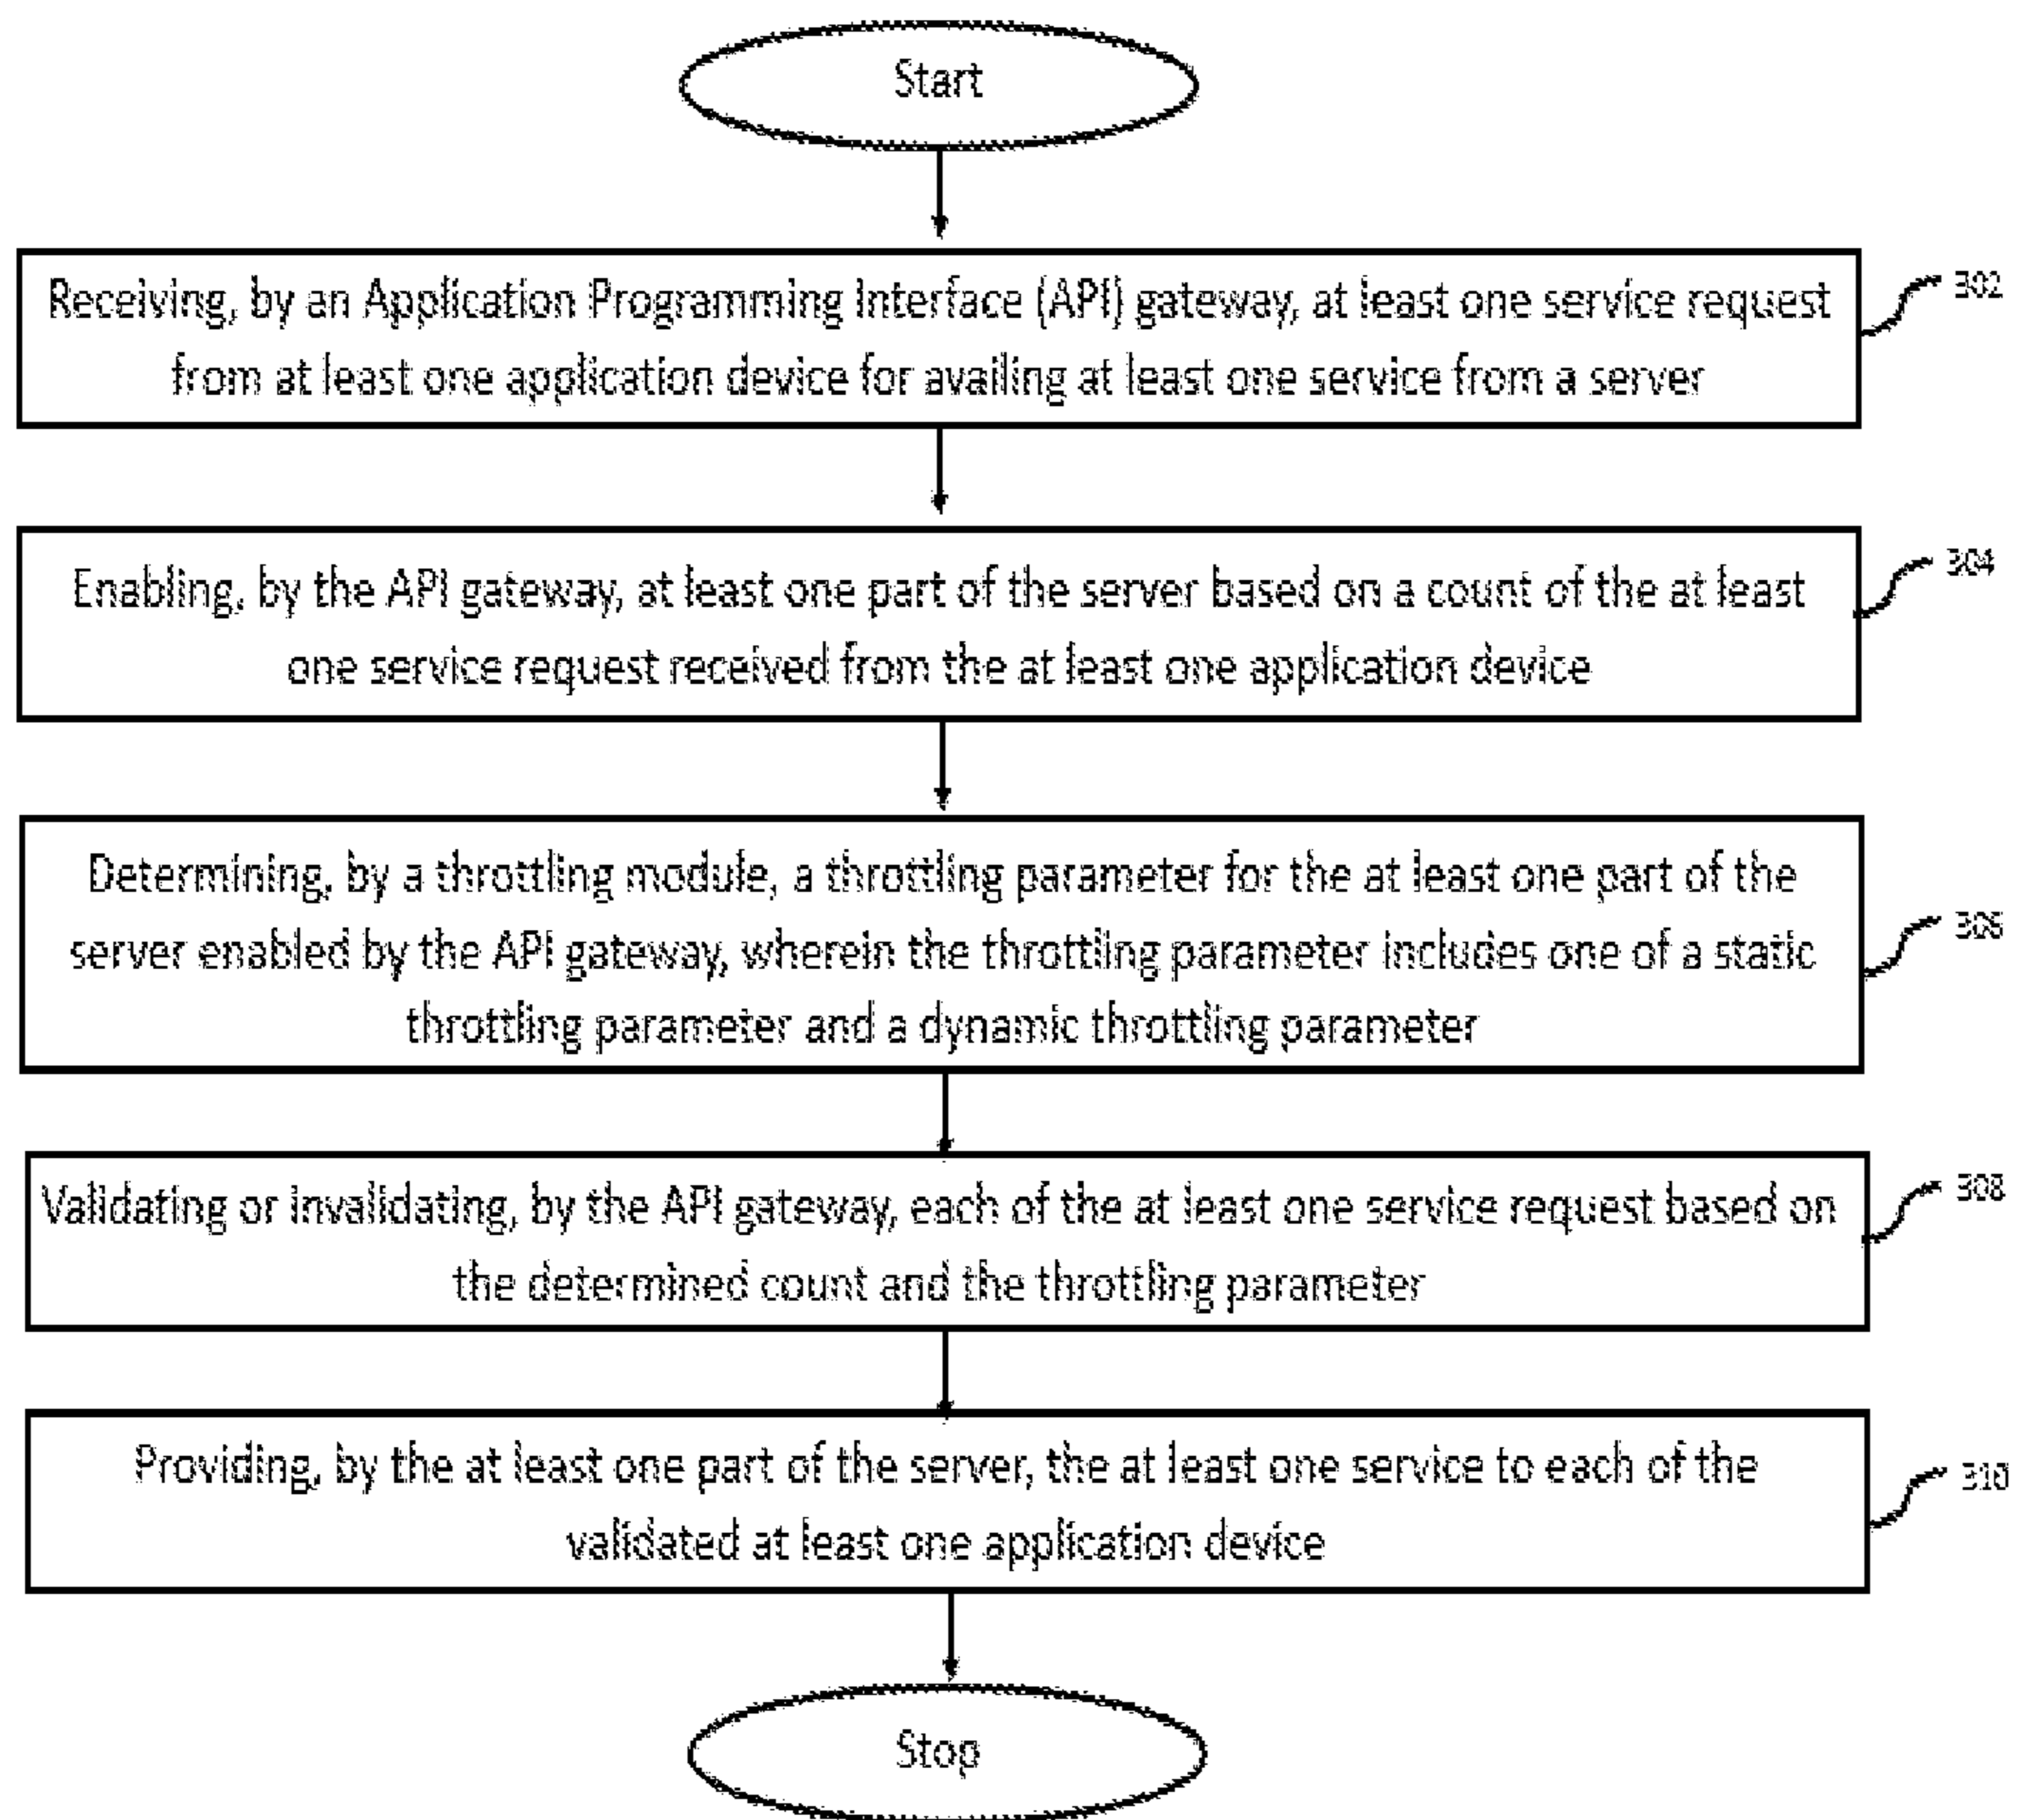 Start
Receiving, by an Application Programming Interface (API) gateway, at least one service request
from at least one application device for availing at least one service from a server
302
Enabling, by the API gateway, at least one part of the server based on a count of the at least
one service request received from the at least one application device
304
Determining, by a throttling module, a throttling parameter for the at least one part of the
server enabled by the API gateway, wherein the throttling parameter includes one of a static
throttling parameter and a dynamic throttling parameter
306
Validating or invalidating, by the API gateway, each of the at least one service request based on
the determined count and the throttling parameter
308
Providing, by the at least one part of the server, the at least one service to each of the
validated at least one application device
310
Stop